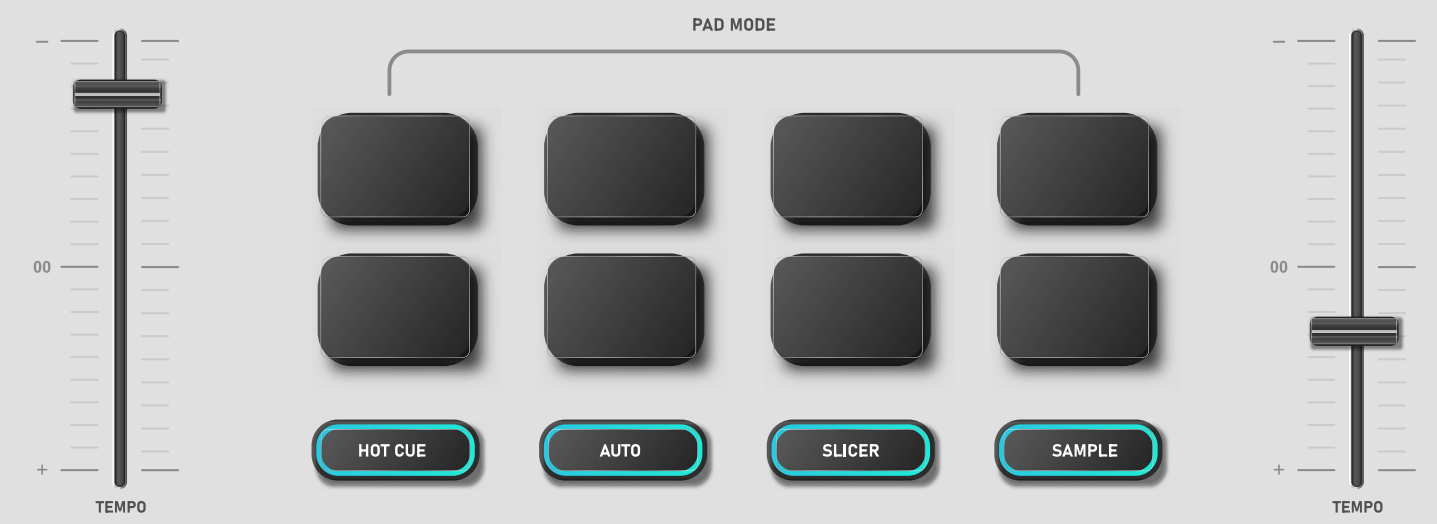 PAD MODE
–
–
00
00
HOT CUE
AUTO
SLICER
SAMPLE
+
+
TEMPO
TEMPO